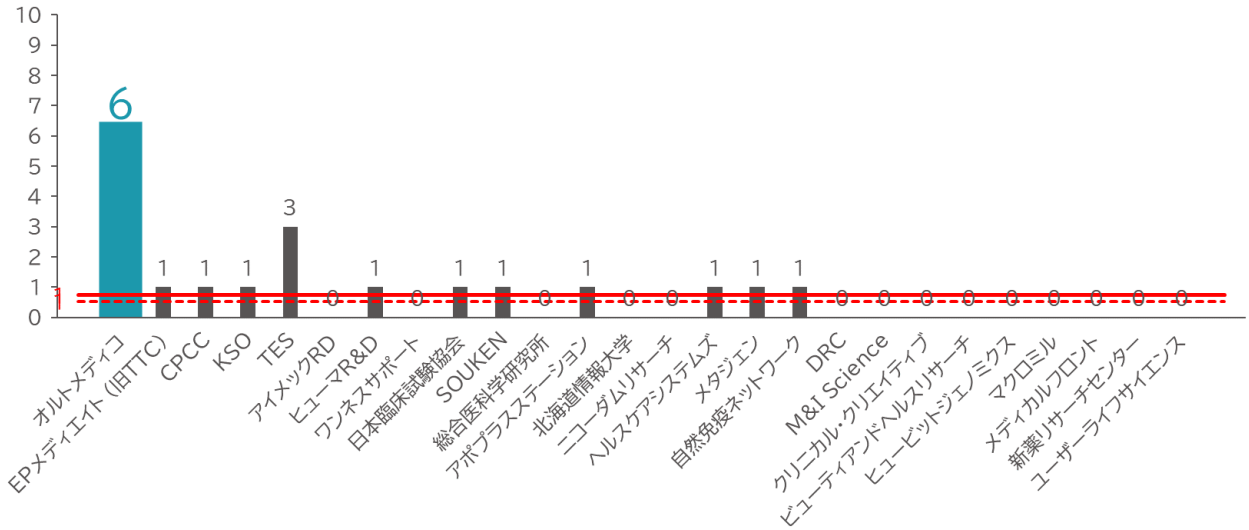 10
9
8
7
6
5
4
3
2
1
0
1
6
1
1
1
3
0
1
0
1
1
0
1
0
0
1
1
1
0
0
0
0
0
0
0
0
0
オルトメディコ
EPメディエイト（旧TTC）
CPCC
KSO
TES
アイメックRD
ヒューマR&D
ワンネスサポート
日本臨床試験協会
SOUKEN
総合医科学研究所
アポプラスステーション
北海道情報大学
ニコーダムリサーチ
ヘルスケアシステムズ
メタジェン
自然免疫ネットワーク
DRC
M&I Science
クリニカル・クリエイティブ
ビューティアンドヘルスリサーチ
ヒュービットジェノミクス
マクロミル
メディカルフロント
新薬リサーチセンター
ユーザーライフサイエンス